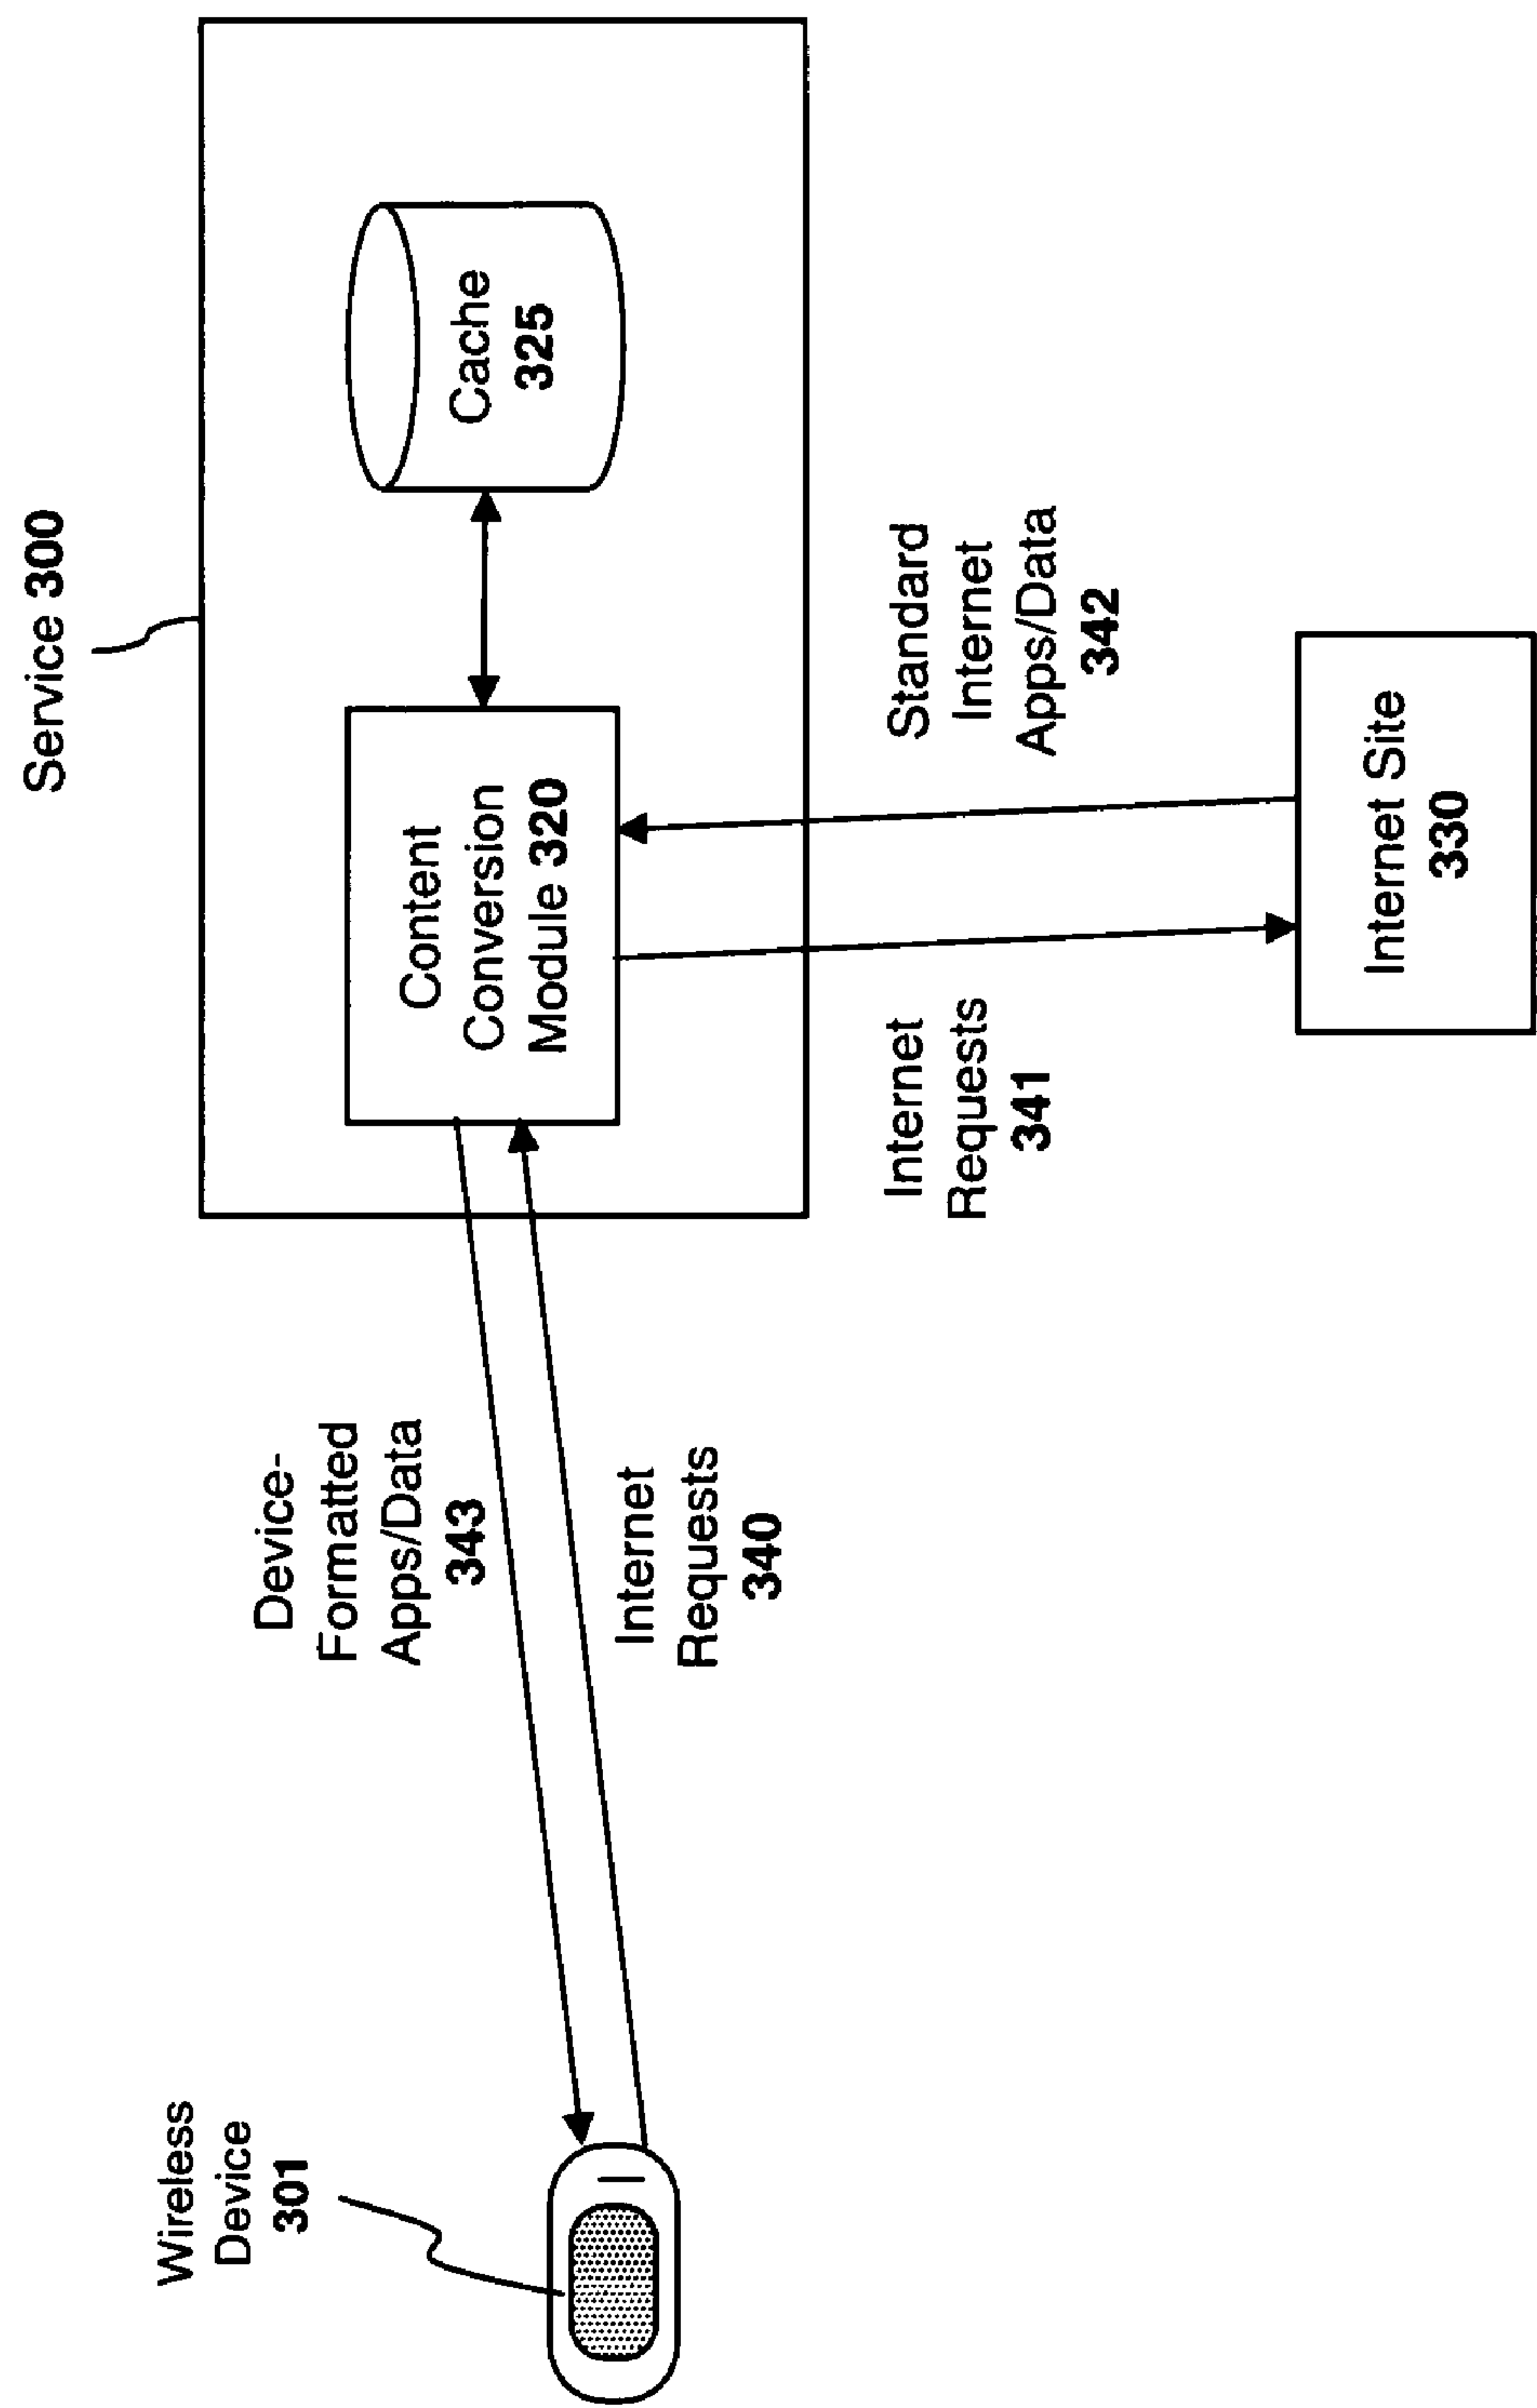 Service 300
Wireless
Device
301
Device-
Formatted
Apps/Data
343
Internet
Requests
340
Content
Conversion
Module 320
Cache
325
Internet
Requests
341
Standard
Internet
Apps/Data
342
Internet Site
330